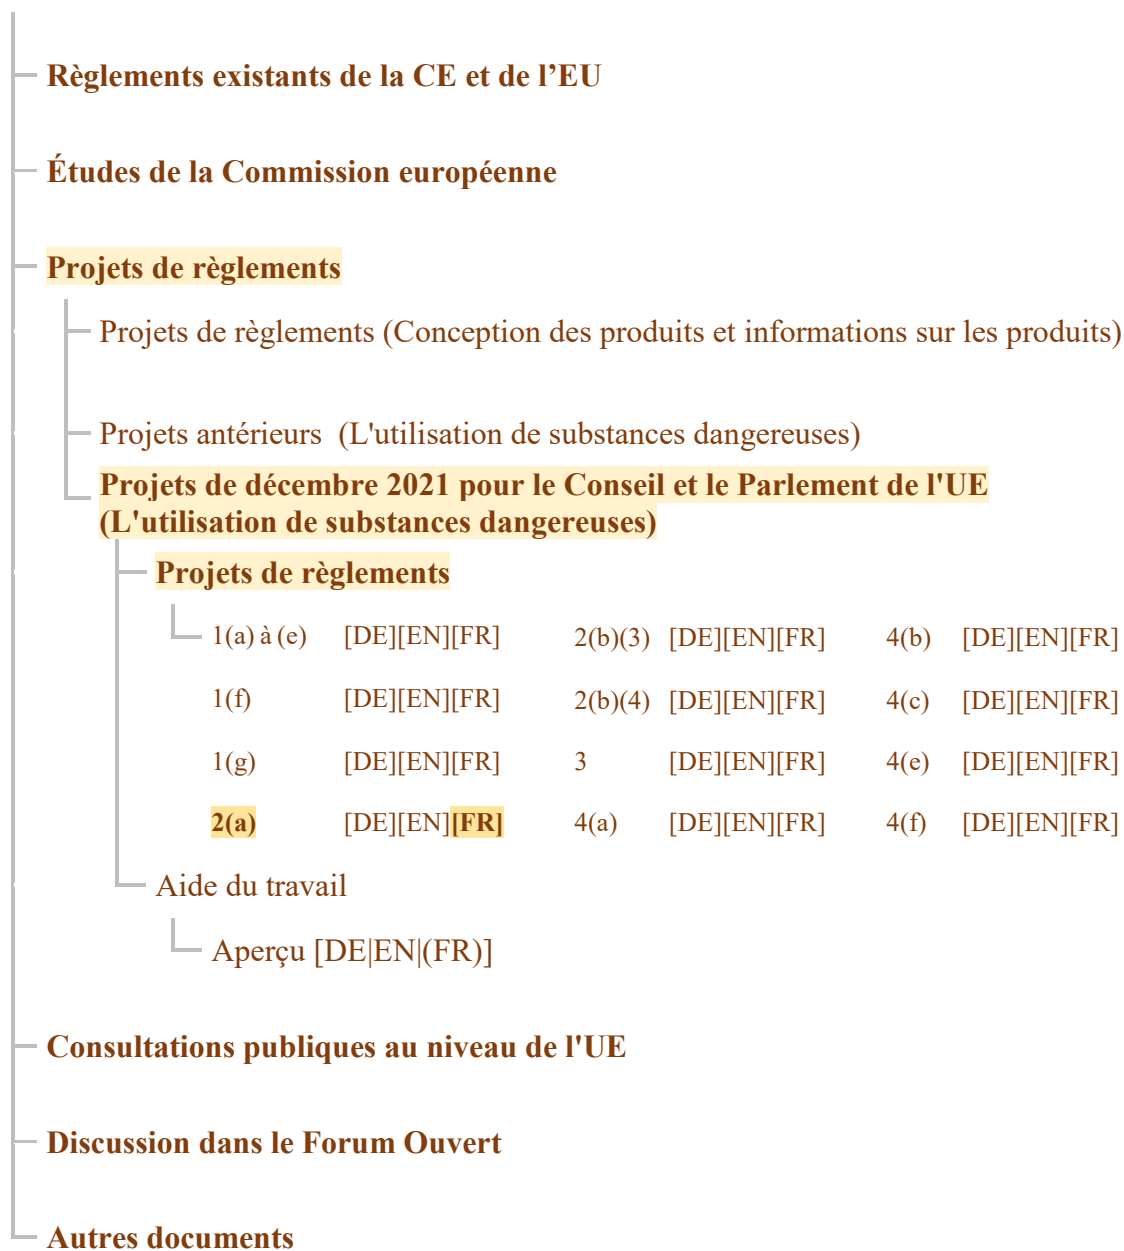 Règlements existants de la CE et de l’EU
Études de la Commission européenne
Projets de règlements
Projets de règlements (Conception des produits et informations sur les produits)
Projets antérieurs  (L'utilisation de substances dangereuses)
Projets de décembre 2021 pour le Conseil et le Parlement de l'UE
(L'utilisation de substances dangereuses)
Projets de règlements
1(a) à (e) [DE][EN][FR] 2(b)(3) [DE][EN][FR] 4(b) [DE][EN][FR]
1(f) [DE][EN][FR] 2(b)(4) [DE][EN][FR] 4(c) [DE][EN][FR]
1(g) [DE][EN][FR] 3 [DE][EN][FR] 4(e) [DE][EN][FR]
2(a) [DE][EN][FR] 4(a) [DE][EN][FR] 4(f) [DE][EN][FR]
Aide du travail
Aperçu [DE|EN|(FR)]
Consultations publiques au niveau de l'UE
Discussion dans le Forum Ouvert
Autres documents